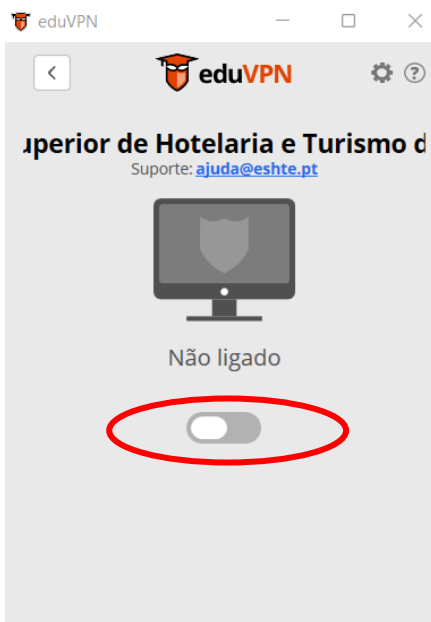 eduVPN
eduVPN
uperior de Hotelaria e Turismo d
Suporte: ajuda@eshte.pt
Não ligado